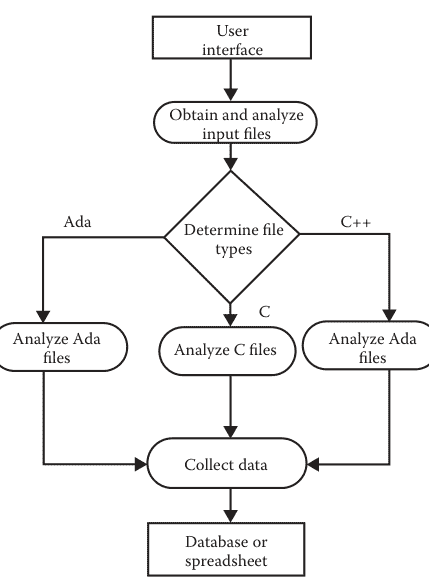 User
interface
Obtain and analyze
input files
Ada
Determine file
types
C++
C
Analyze Ada
files
Analyze C files
Analyze Ada
files
Collect data
Database or
spreadsheet